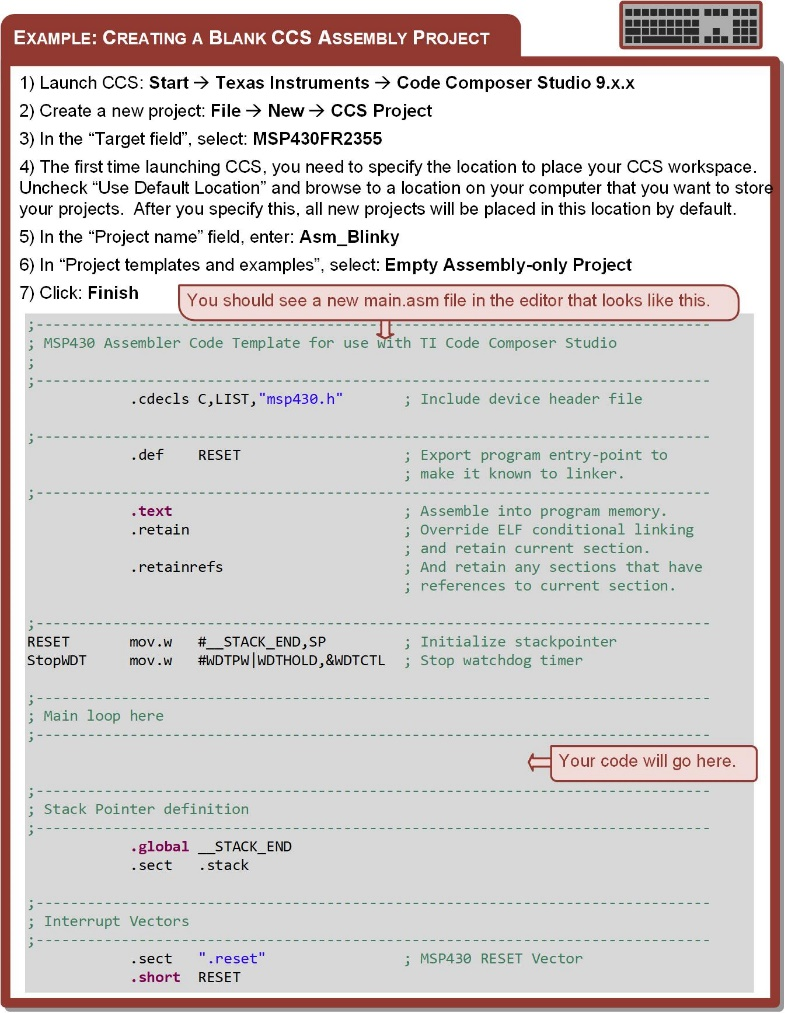 EXAMPLE: CREATING A BLANK CCS ASSEMBLY PROJECT
1) Launch CCS: Start → Texas Instruments → Code Composer Studio 9.x.x
2) Create a new project: File → New → CCS Project
3) In the “Target field”, select: MSP430FR2355
4) The first time launching CCS, you need to specify the location to place your CCS workspace.
Uncheck “Use Default Location” and browse to a location on your computer that you want to store
your projects.  After you specify this, all new projects will be placed in this location by default.
5) In the “Project name” field, enter: Asm_Blinky
6) In “Project templates and examples”, select: Empty Assembly-only Project
7) Click: Finish
You should see a new main.asm file in the editor that looks like this.
;-------------------------------------------------------------------------------
; MSP430 Assembler Code Template for use with TI Code Composer Studio
;
;-------------------------------------------------------------------------------
            .cdecls C,LIST,"msp430.h"       ; Include device header file

;-------------------------------------------------------------------------------
            .def    RESET                   ; Export program entry-point to
                                            ; make it known to linker.
;-------------------------------------------------------------------------------
            .text                           ; Assemble into program memory.
            .retain                         ; Override ELF conditional linking
                                            ; and retain current section.
            .retainrefs                     ; And retain any sections that have
                                            ; references to current section.

;-------------------------------------------------------------------------------
RESET       mov.w   #__STACK_END,SP         ; Initialize stackpointer
StopWDT     mov.w   #WDTPW|WDTHOLD,&WDTCTL  ; Stop watchdog timer

;-------------------------------------------------------------------------------
; Main loop here
;-------------------------------------------------------------------------------
Your code will go here.
;-------------------------------------------------------------------------------
; Stack Pointer definition
;-------------------------------------------------------------------------------
            .global __STACK_END
            .sect   .stack

;-------------------------------------------------------------------------------
; Interrupt Vectors
;-------------------------------------------------------------------------------
            .sect   ".reset"                ; MSP430 RESET Vector
            .short  RESET